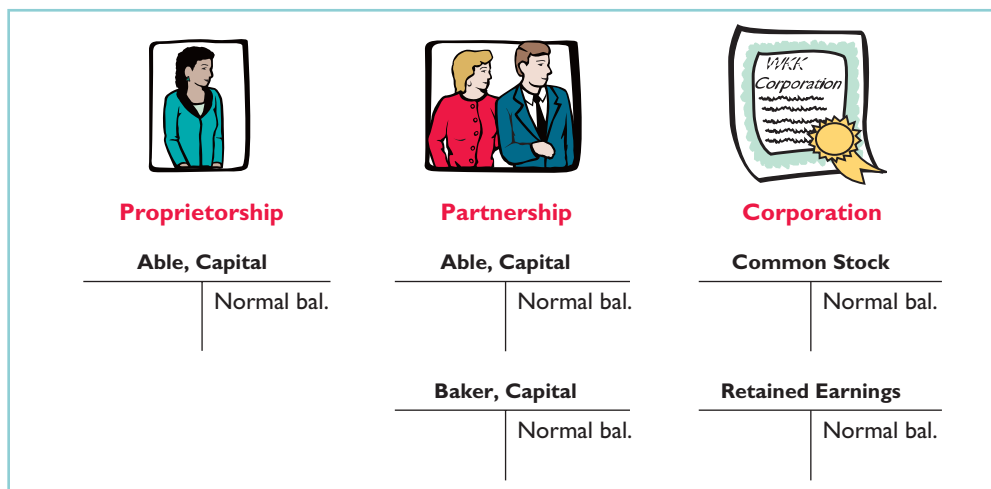 WKK
Corporation
Proprietorship
Partnership
Corporation
Able, Capital
Able, Capital
Common Stock
Normal bal.
Normal bal.
Normal bal.
Baker, Capital
Retained Earnings
Normal bal.
Normal bal.